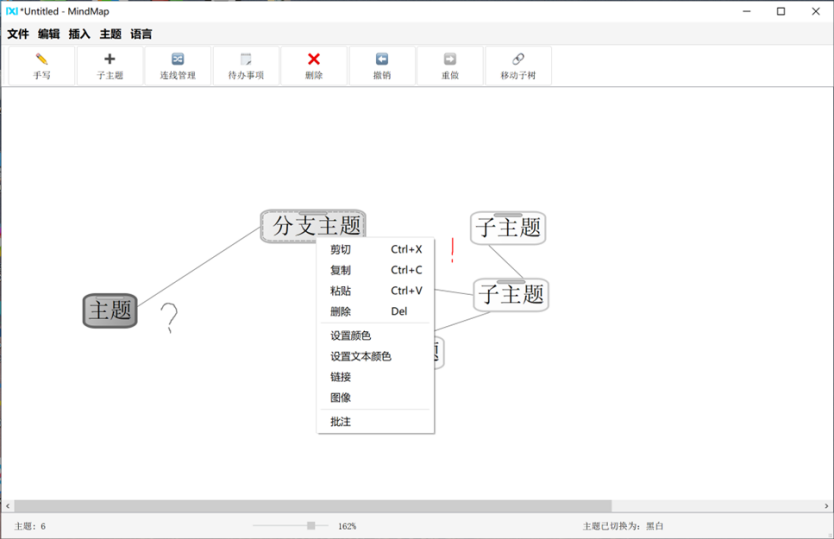 *Untitled - MindMap
文件 编辑 插入 主题 语言
手写 子主题 连线管理 待办事项 删除 撤销 重做 移动子树
分支主题
子主题
剪切 Ctrl+X
!
复制 Ctrl+C
粘贴 Ctrl+V
子主题
主题
?
删除 Del
设置颜色
设置文本颜色
题
链接
图像
批注
主题: 6 162% 主题已切换为: 黑白